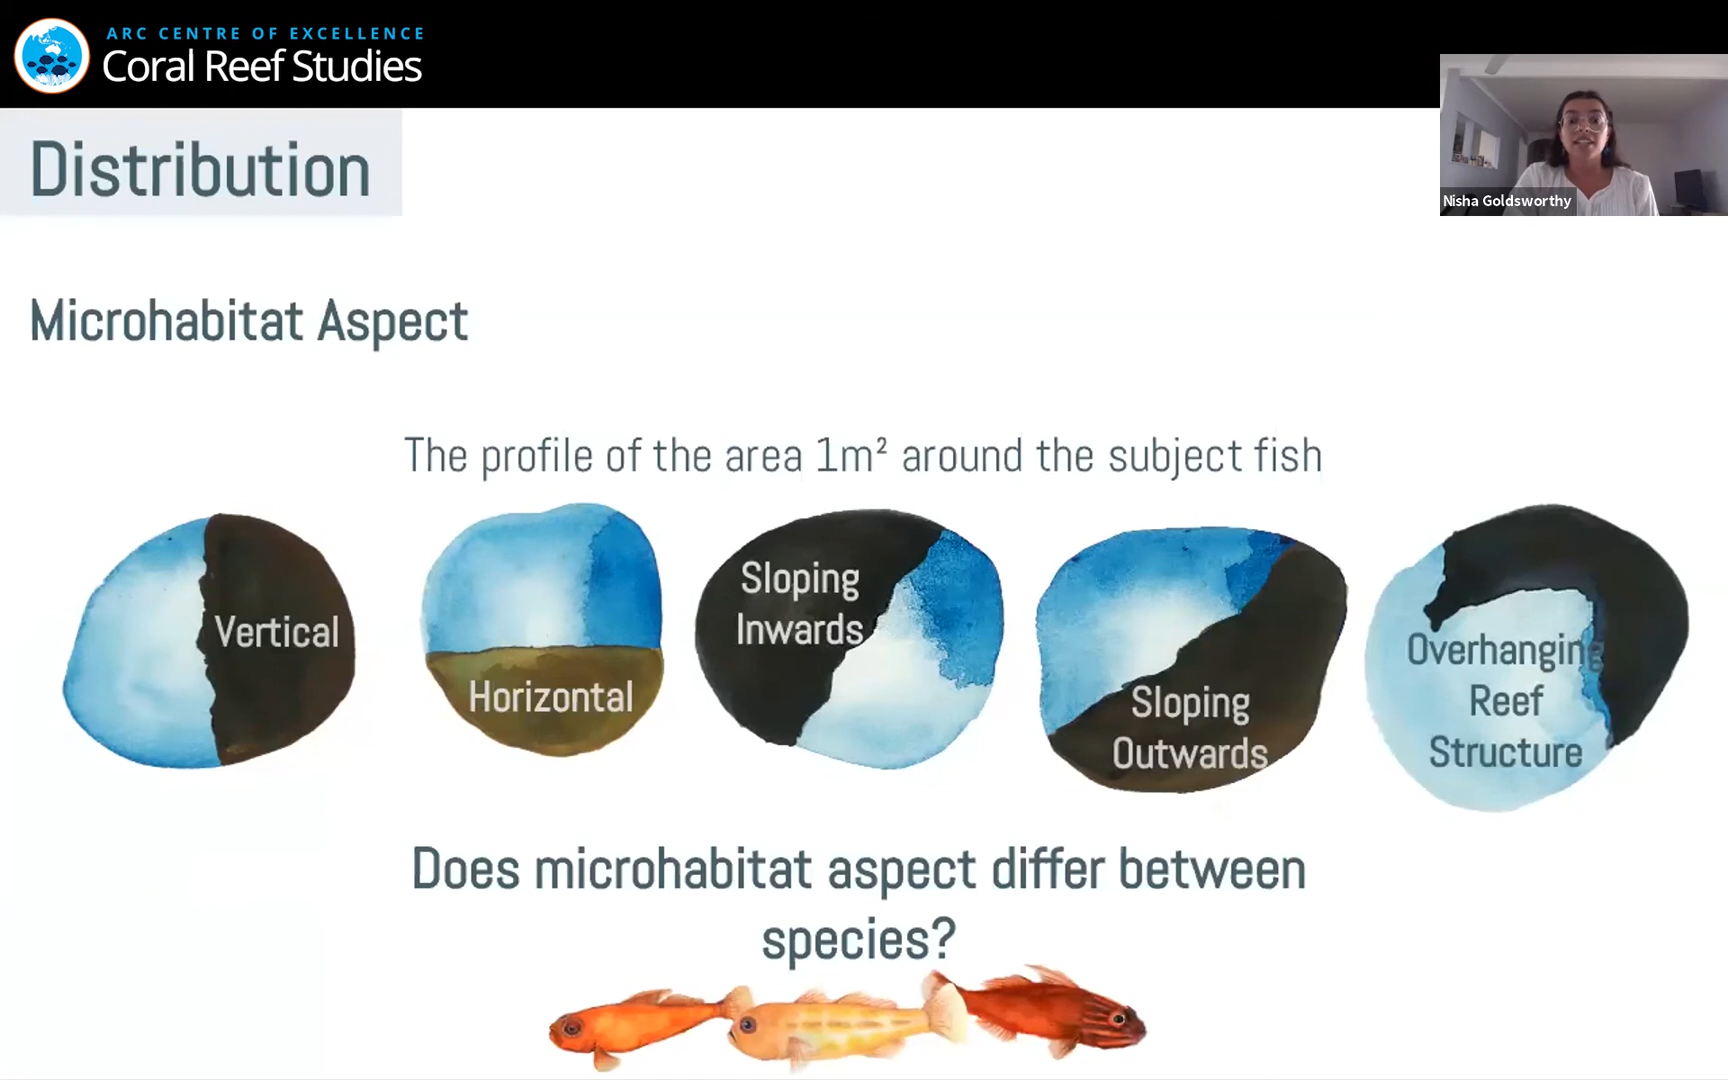 ARC CENTRE OF EXCELLENCE
Coral Reef Studies
Nisha Goldsworthy
Distribution
Microhabitat Aspect
The profile of the area 1m² around the subject fish
Vertical
Horizontal
Sloping
Inwards
Sloping
Outwards
Overhanging
Reef
Structure
Does microhabitat aspect differ between
species?